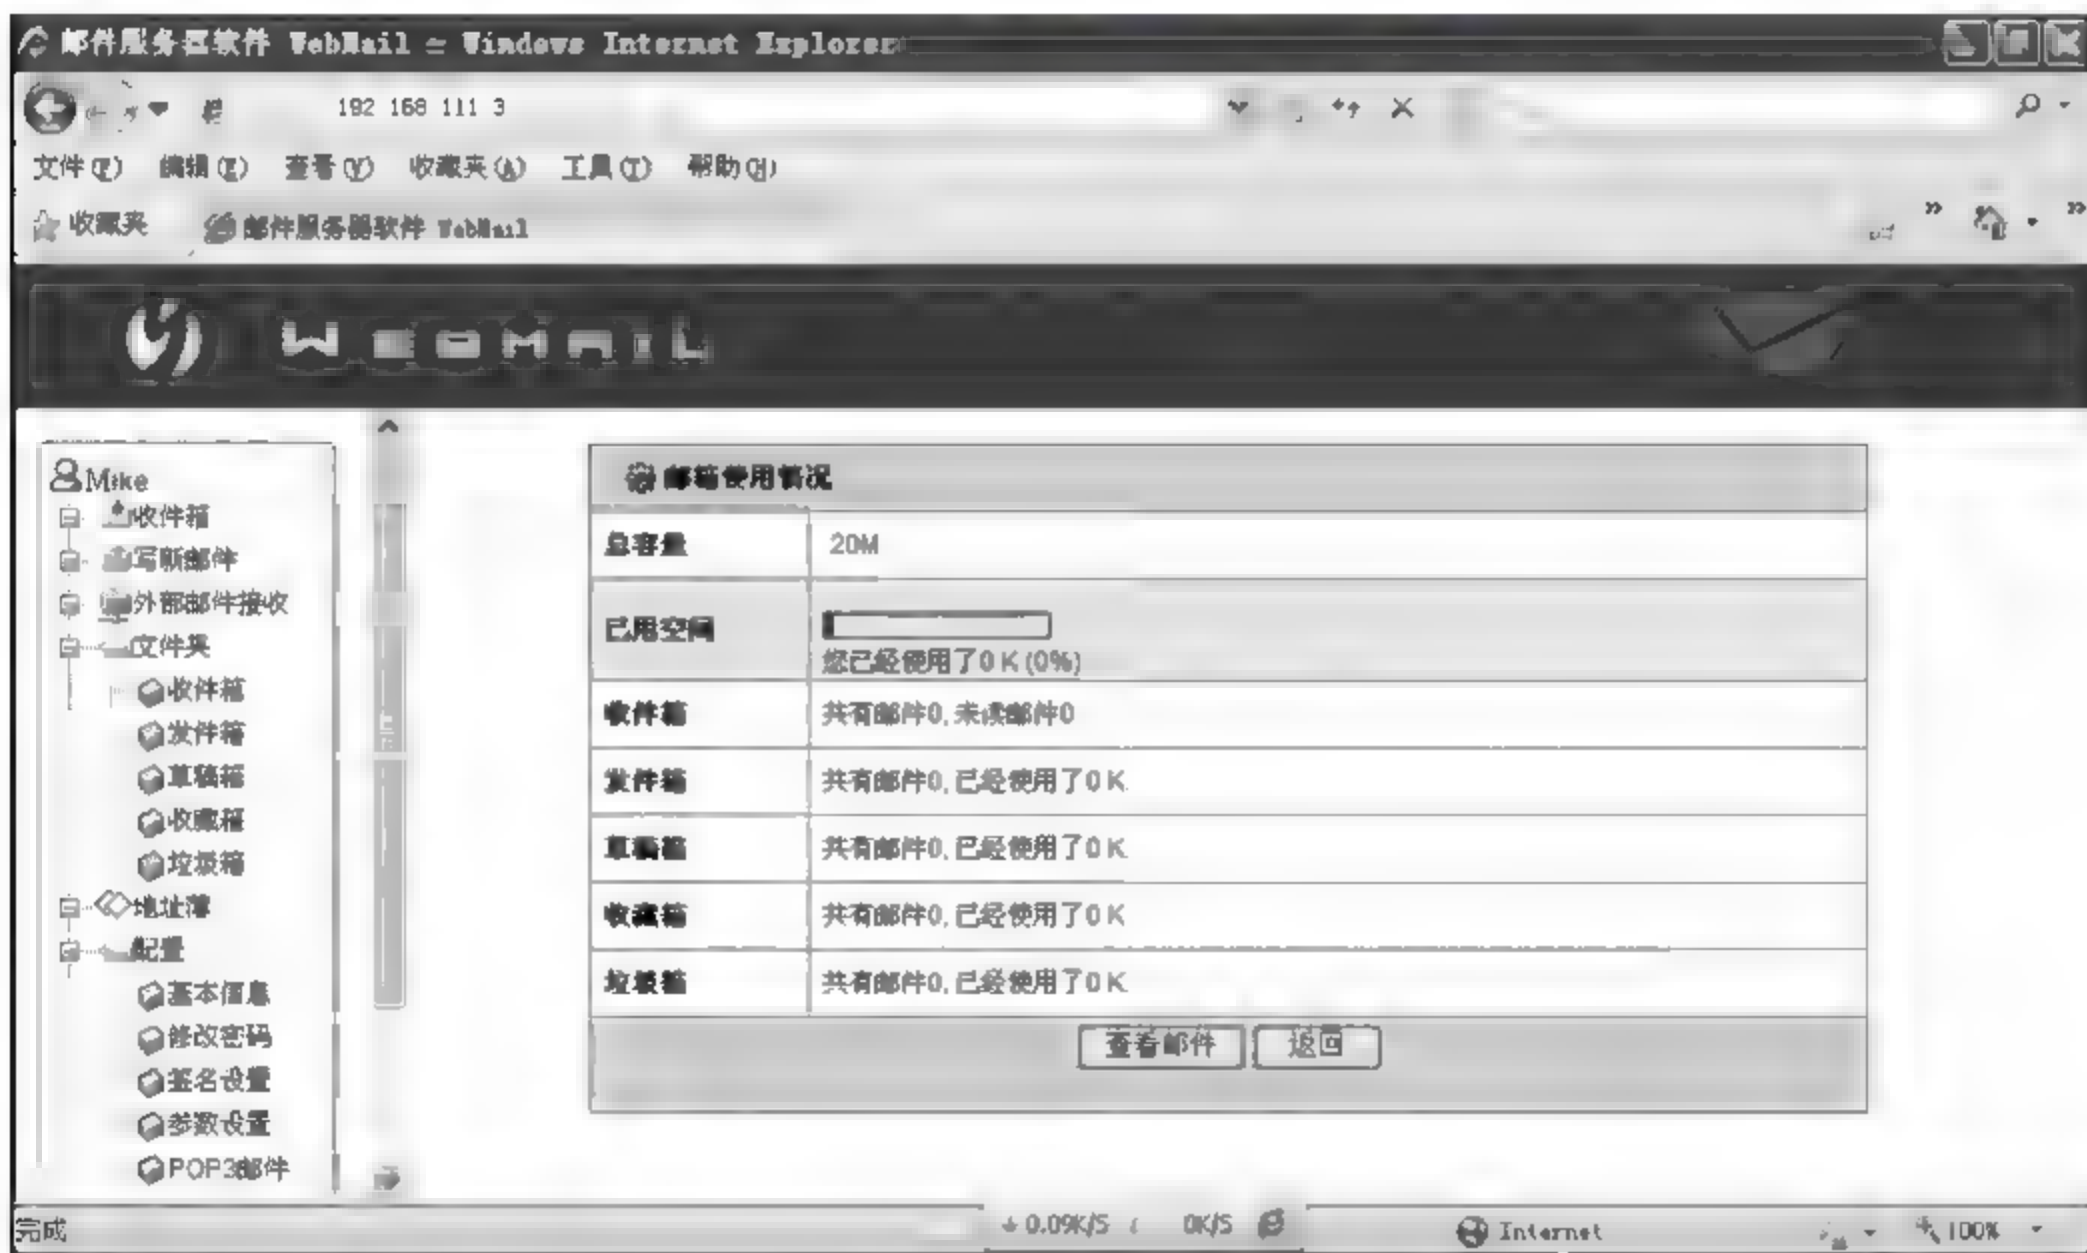 邮件服务器软件 WebMail - Windows Internet Explorer
192 168 111 3
文件(F) 编辑(E) 查看(V) 收藏夹(A) 工具(T) 帮助(H)
收藏夹 邮件服务器软件 WebMail
WebMail
Mike
收件箱
写新邮件
外部邮件接收
文件夹
收件箱
发件箱
草稿箱
收藏箱
垃圾箱
地址簿
配置
基本信息
修改密码
签名设置
参数设置
POP3邮件
邮箱使用情况
总容量 20M
已用空间
您已经使用了0 K (0%)
收件箱 共有邮件0, 未读邮件0
发件箱 共有邮件0, 已经使用了0 K
草稿箱 共有邮件0, 已经使用了0 K
收藏箱 共有邮件0, 已经使用了0 K
垃圾箱 共有邮件0, 已经使用了0 K
查看邮件 返回
完成 0.09K/S 0K/S Internet 100%